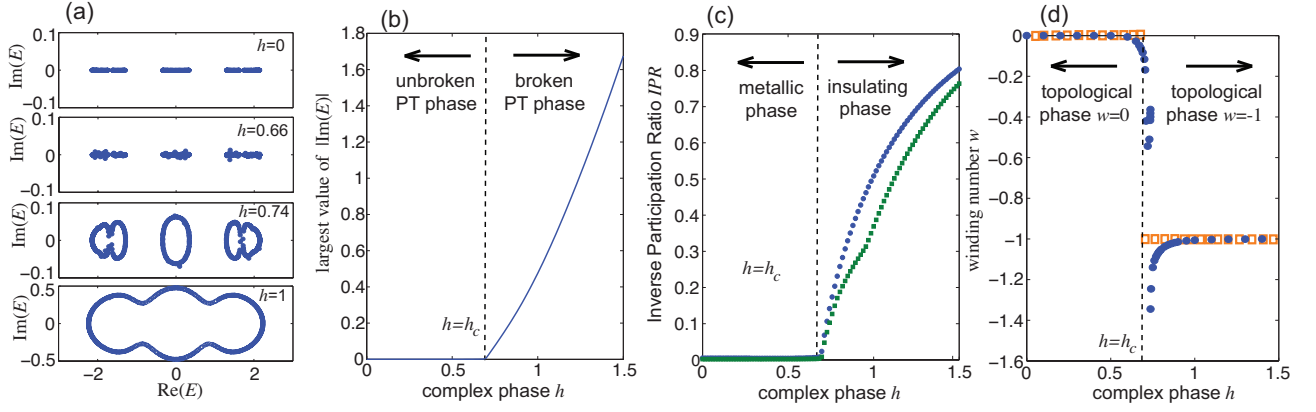 (a)
0.1
0
−0.1
Im(E)
h=0
0.1
0
−0.1
Im(E)
h=0.66
0.1
0
−0.1
Im(E)
h=0.74
0.5
0
−0.5
Im(E)
h=1
−2 0 2
Re(E)
(b)
largest value of |Im(E)|
1.8
1.6
1.4
1.2
1
0.8
0.6
0.4
0.2
0
unbroken
PT phase
broken
PT phase
h=hc
0 0.5 1 1.5
complex phase h
(c)
Inverse Participation Ratio IPR
0.9
0.8
0.7
0.6
0.5
0.4
0.3
0.2
0.1
0
metallic
phase
insulating
phase
h=hc
0 0.5 1 1.5
complex phase h
(d)
winding number w
0
−0.2
−0.4
−0.6
−0.8
−1
−1.2
−1.4
−1.6
topological
phase w=0
topological
phase w=-1
h=hc
0 0.5 1 1.5
complex phase h